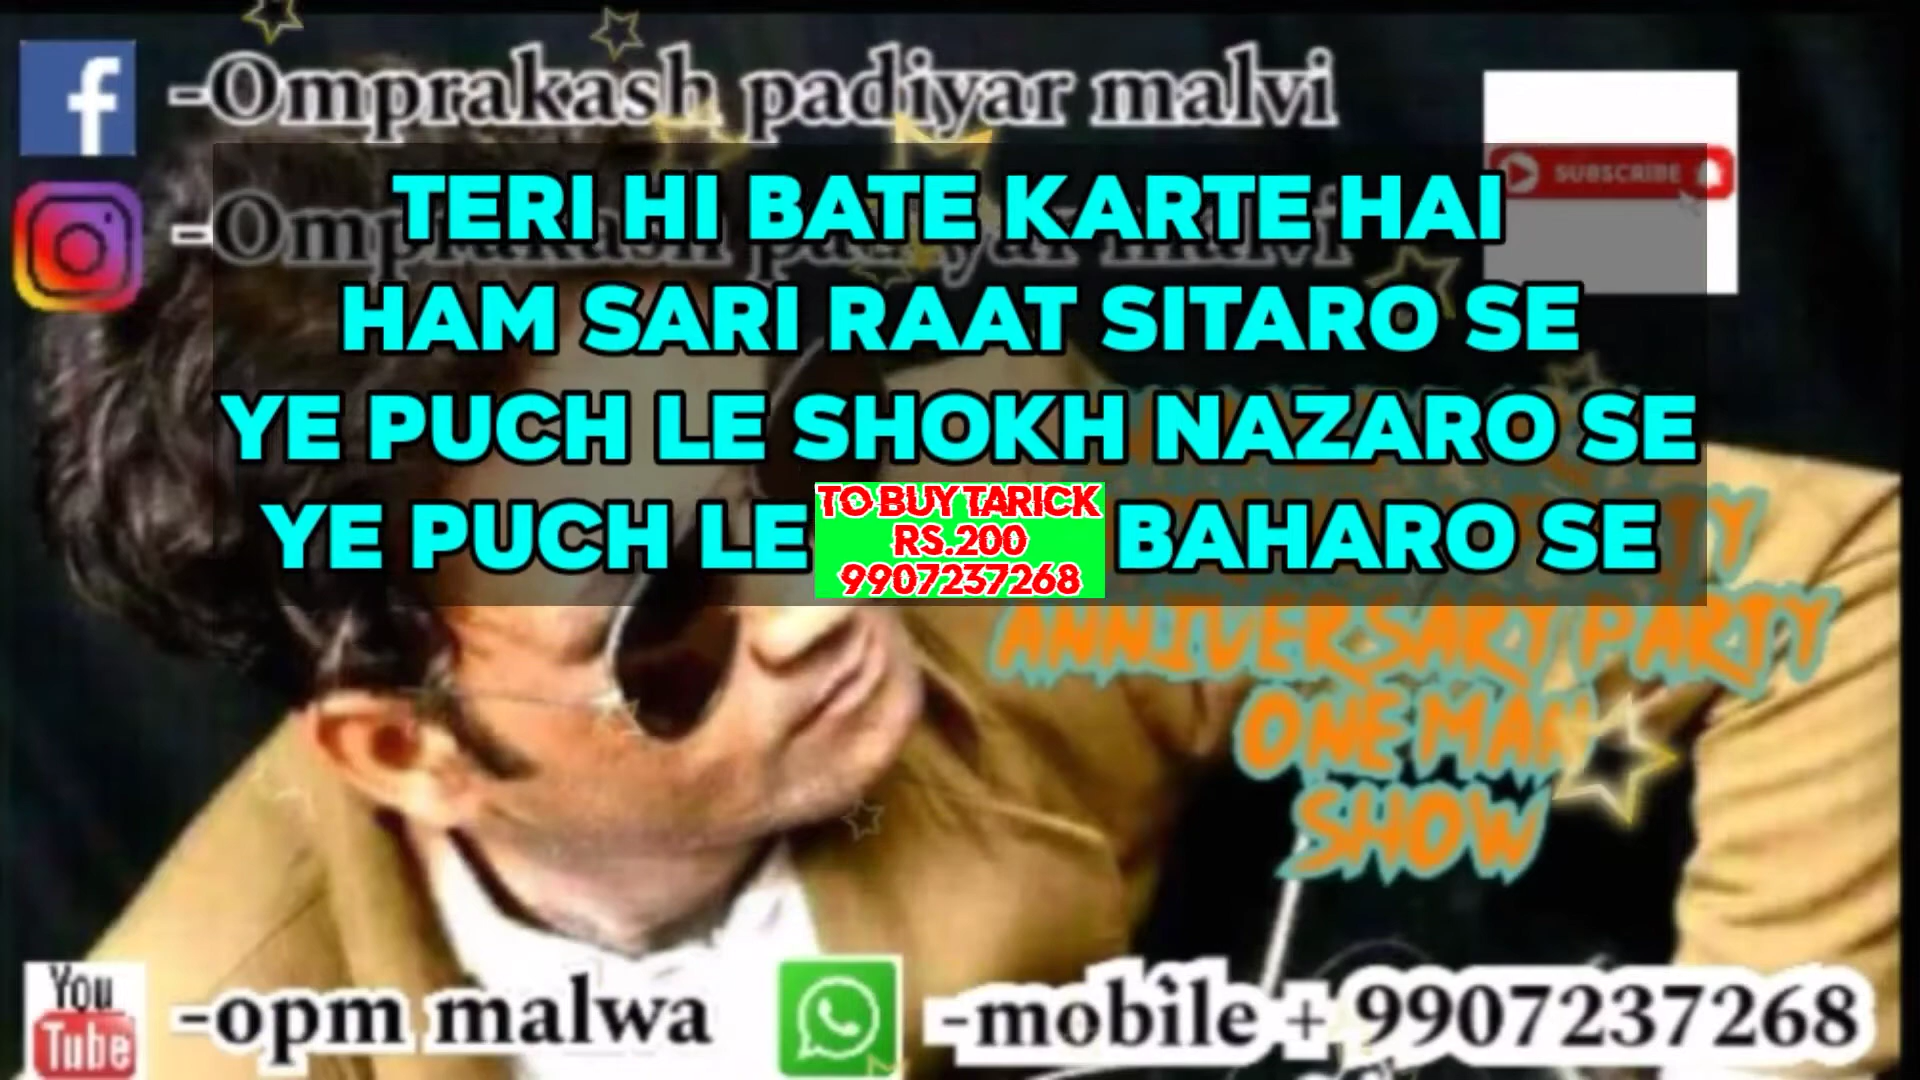 -Omprakash padiyar malvi
SUBSCRIBE
-Omprakash padiyar malvi
TERI HI BATE KARTE HAI
HAM SARI RAAT SITARO SE
YE PUCH LE SHOKH NAZARO SE
YE PUCH LE BAHARO SE
TO BUY TARICK
RS.200
9907237268
ANNIVERSARY PARTY
ONE MAN
SHOW
You
Tube
-opm malwa
-mobile + 9907237268